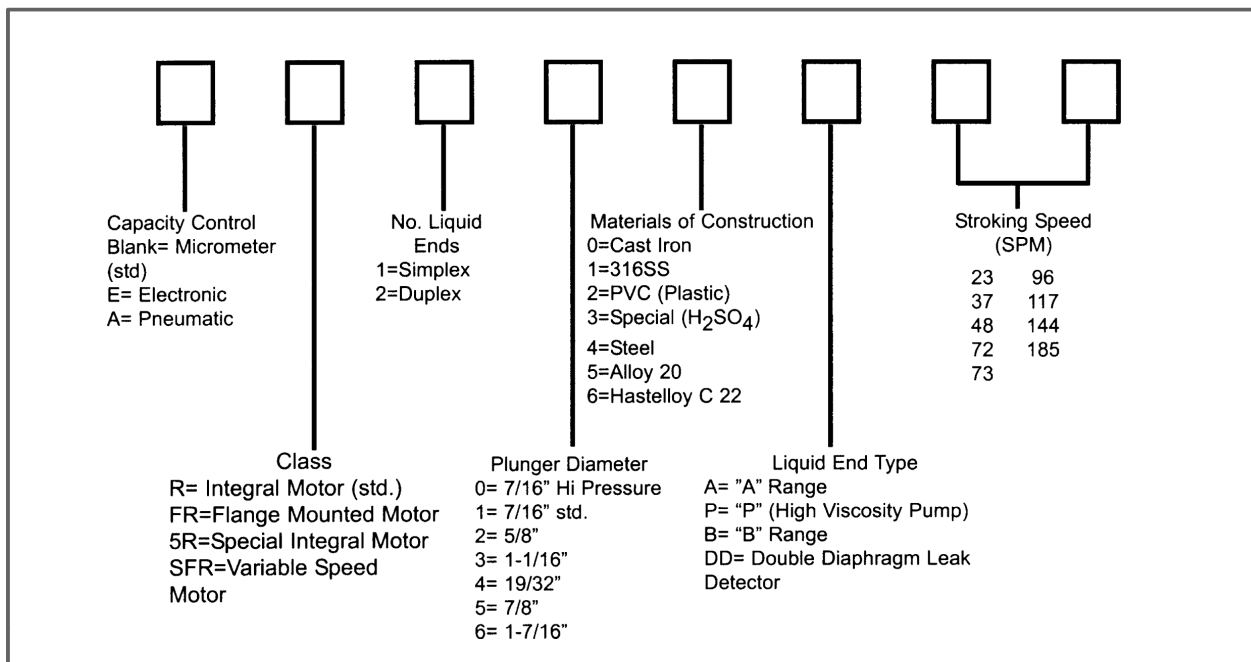 Capacity Control
Blank= Micrometer
(std)
E= Electronic
A= Pneumatic
No. Liquid
Ends
1=Simplex
2=Duplex
Materials of Construction
0=Cast Iron
1=316SS
2=PVC (Plastic)
3=Special (H₂SO₄)
4=Steel
5=Alloy 20
6=Hastelloy C 22
Stroking Speed
(SPM)
23 96
37 117
48 144
72 185
73
Class
R= Integral Motor (std.)
FR=Flange Mounted Motor
5R=Special Integral Motor
SFR=Variable Speed
Motor
Plunger Diameter
0= 7/16” Hi Pressure
1= 7/16” std.
2= 5/8”
3= 1-1/16”
4= 19/32”
5= 7/8”
6= 1-7/16”
Liquid End Type
A= ”A” Range
P= “P” (High Viscosity Pump)
B= “B” Range
DD= Double Diaphragm Leak
Detector